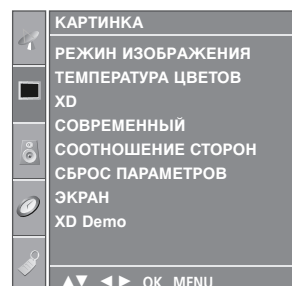 КАРТИНКА
РЕЖИН ИЗОБРАЖЕНИЯ
ТЕМПЕРАТУРА ЦВЕТОВ
XD
СОВРЕМЕННЫЙ
СООТНОШЕНИЕ СТОРОН
СБРОС ПАРАМЕТРОВ
ЭКРАН
XD Demo
▲▼ ◄► OK MENU